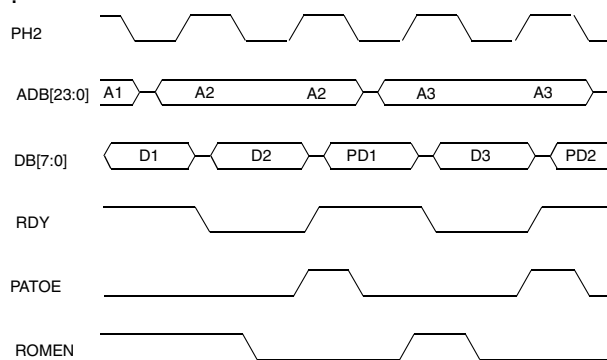 PH2
ADB[23:0] A1 A2 A2 A3 A3
DB[7:0] D1 D2 PD1 D3 PD2
RDY
PATOE
ROMEN